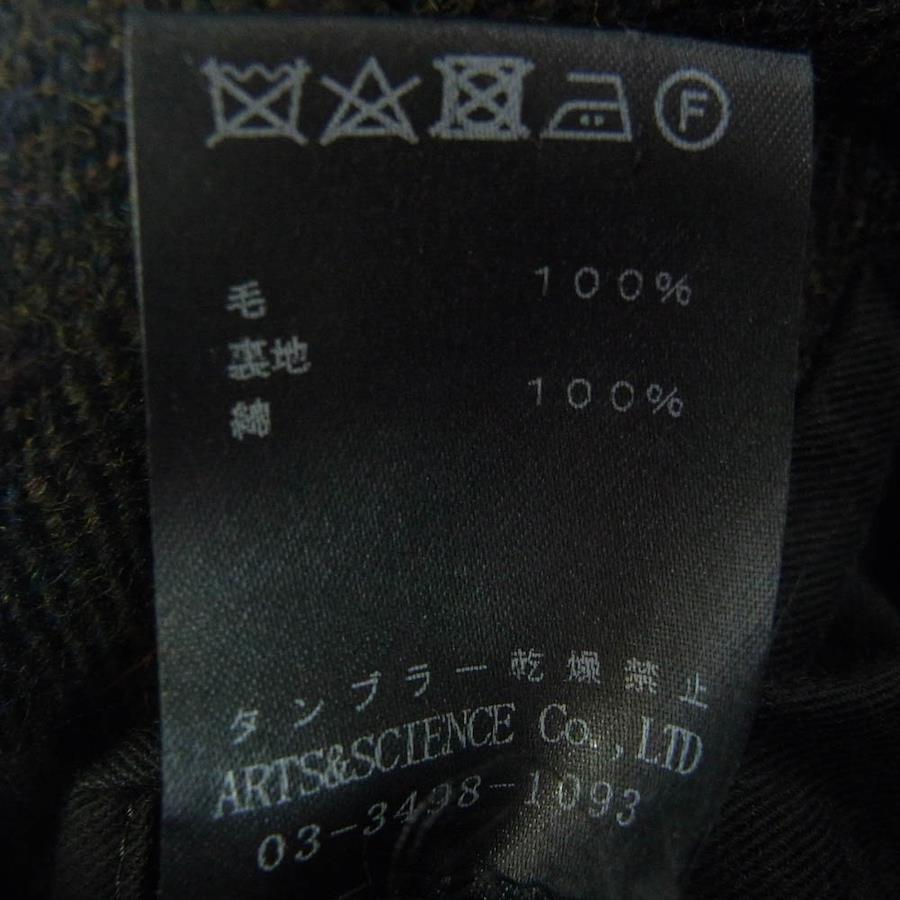 F
毛 100%
裏地
綿 100%
タンブラー乾燥禁止
ARTS&SCIENCE Co.,LTD
03-3498-1093